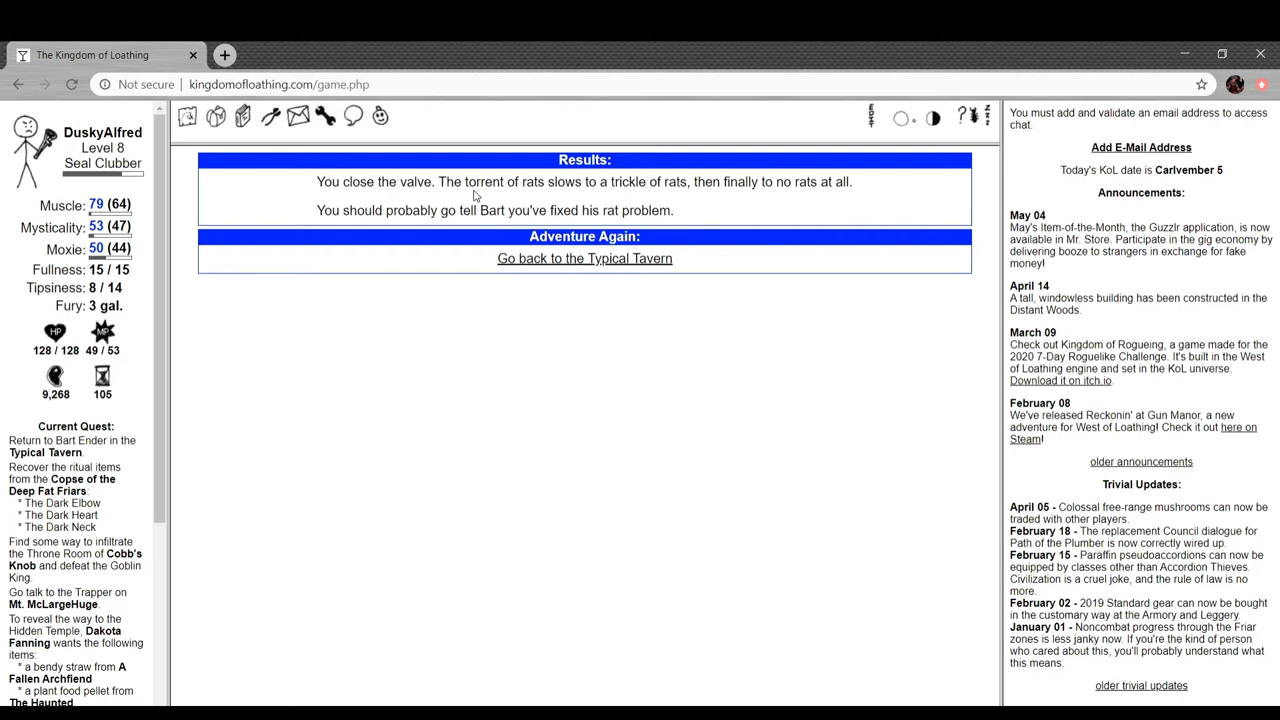 The Kingdom of Loathing
Not secure
kingdomofloathing.com/game.php
DuskyAlfred
Level 8
Seal Clubber
Muscle: 79 (64)
Mysticality: 53 (47)
Moxie: 50 (44)
Fullness: 15 / 15
Tipsiness: 8 / 14
Fury: 3 gal.
HP
MP
128 / 128
49 / 53
9,268
105
Current Quest:
Return to Bart Ender in the
Typical Tavern.
Recover the ritual items
from the Copse of the
Deep Fat Friars:
* The Dark Elbow
* The Dark Heart
* The Dark Neck
Find some way to infiltrate
the Throne Room of Cobb's
Knob and defeat the Goblin
King.
Go talk to the Trapper on
Mt. McLargeHuge.
To reveal the way to the
Hidden Temple, Dakota
Fanning wants the following
items:
* a bendy straw from A
Fallen Archfiend
* a plant food pellet from
The Haunted
Results:
You close the valve. The torrent of rats slows to a trickle of rats, then finally to no rats at all.
You should probably go tell Bart you've fixed his rat problem.
Adventure Again:
Go back to the Typical Tavern
You must add and validate an email address to access
chat.
Add E-Mail Address
Today's KoL date is Carlvember 5
Announcements:
May 04
May's Item-of-the-Month, the Guzzlr application, is now
available in Mr. Store. Participate in the gig economy by
delivering booze to strangers in exchange for fake
money!
April 14
A tall, windowless building has been constructed in the
Distant Woods.
March 09
Check out Kingdom of Rogueing, a game made for the
2020 7-Day Roguelike Challenge. It's built in the West
of Loathing engine and set in the KoL universe.
Download it on itch.io.
February 08
We've released Reckonin' at Gun Manor, a new
adventure for West of Loathing! Check it out here on
Steam!
older announcements
Trivial Updates:
April 05 - Colossal free-range mushrooms can now be
traded with other players.
February 18 - The replacement Council dialogue for
Path of the Plumber is now correctly wired up.
February 15 - Paraffin pseudoaccordions can now be
equipped by classes other than Accordion Thieves.
Civilization is a cruel joke, and the rule of law is no
more.
February 02 - 2019 Standard gear can now be bought
in the customary way at the Armory and Leggery.
January 01 - Noncombat progress through the Friar
zones is less janky now. If you're the kind of person
who cared about this, you'll probably understand what
this means.
older trivial updates